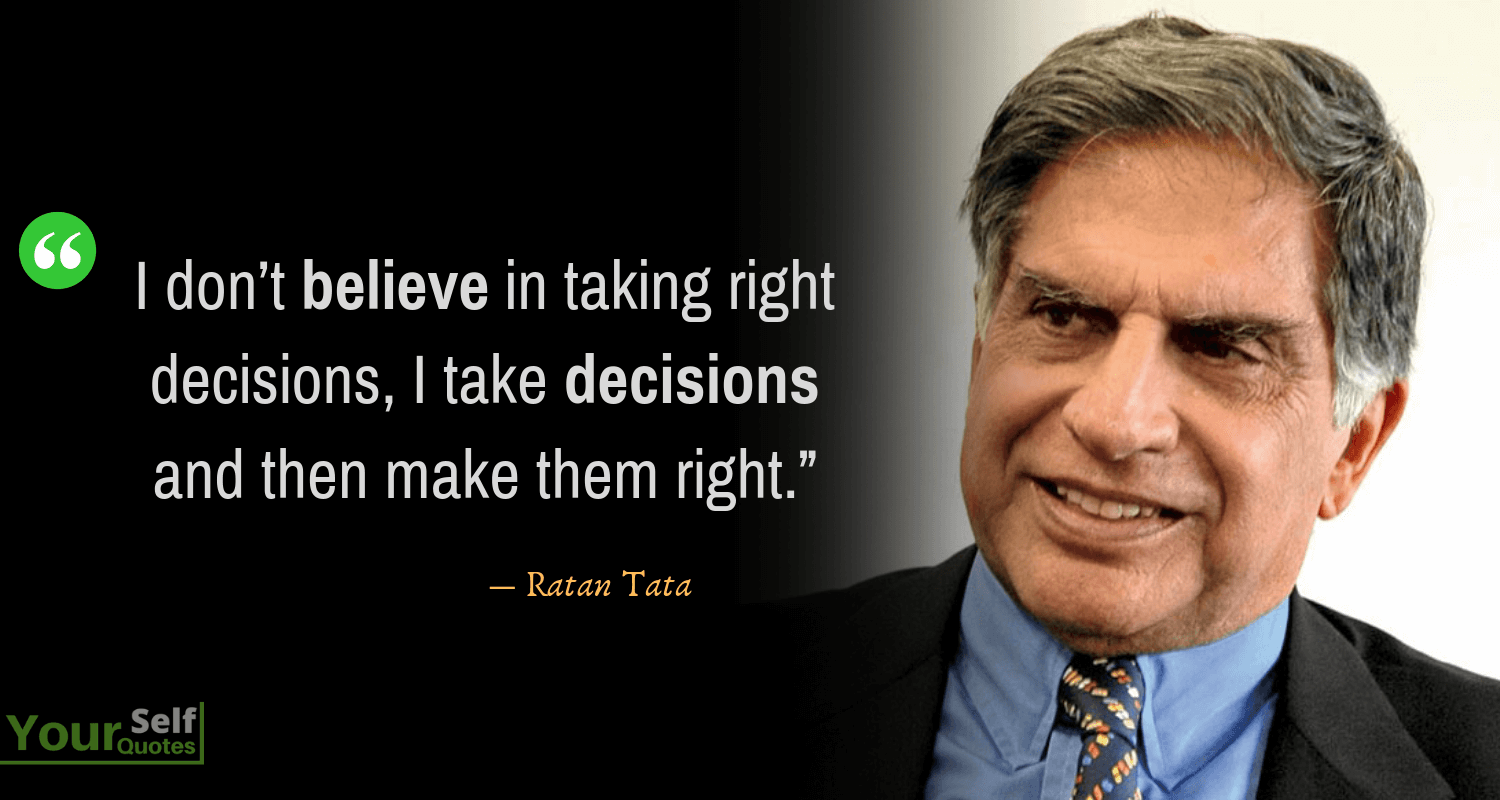 “
I don’t believe in taking right
decisions, I take decisions
and then make them right.”
— Ratan Tata
Your Self
Quotes